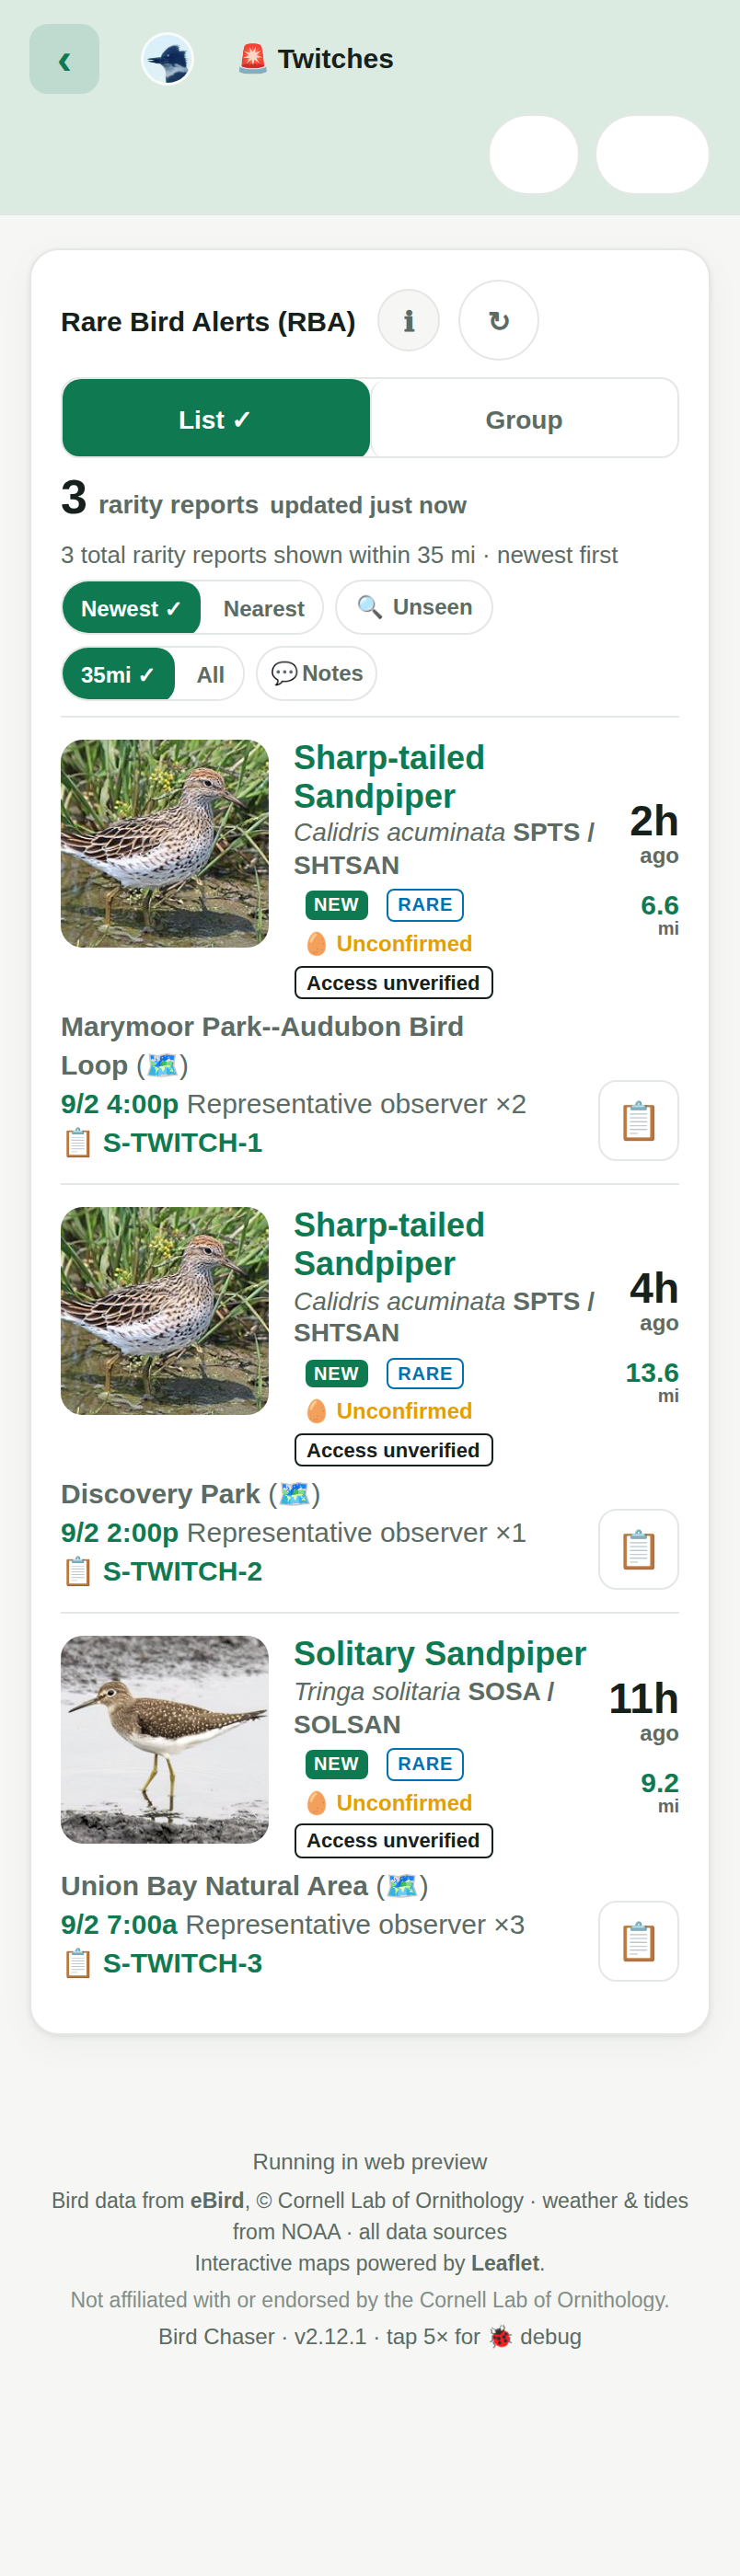 ‹ 🚨 Twitches
Rare Bird Alerts (RBA) ℹ ↻
List ✓ Group
3 rarity reports updated just now
3 total rarity reports shown within 35 mi · newest first
Newest ✓ Nearest 🔍 Unseen
35mi ✓ All 💬 Notes
Sharp-tailed
Sandpiper
Calidris acuminata SPTS /
SHTSAN
2h
ago
NEW RARE
6.6
mi
🥚 Unconfirmed
Access unverified
Marymoor Park--Audubon Bird
Loop (🗺️)
9/2 4:00p Representative observer ×2
📋 S-TWITCH-1
📋
Sharp-tailed
Sandpiper
Calidris acuminata SPTS /
SHTSAN
4h
ago
NEW RARE
13.6
mi
🥚 Unconfirmed
Access unverified
Discovery Park (🗺️)
9/2 2:00p Representative observer ×1
📋 S-TWITCH-2
📋
Solitary Sandpiper
Tringa solitaria SOSA /
SOLSAN
11h
ago
NEW RARE
9.2
mi
🥚 Unconfirmed
Access unverified
Union Bay Natural Area (🗺️)
9/2 7:00a Representative observer ×3
📋 S-TWITCH-3
📋
Running in web preview
Bird data from eBird, © Cornell Lab of Ornithology · weather & tides
from NOAA · all data sources
Interactive maps powered by Leaflet.
Not affiliated with or endorsed by the Cornell Lab of Ornithology.
Bird Chaser · v2.12.1 · tap 5× for 🐞 debug